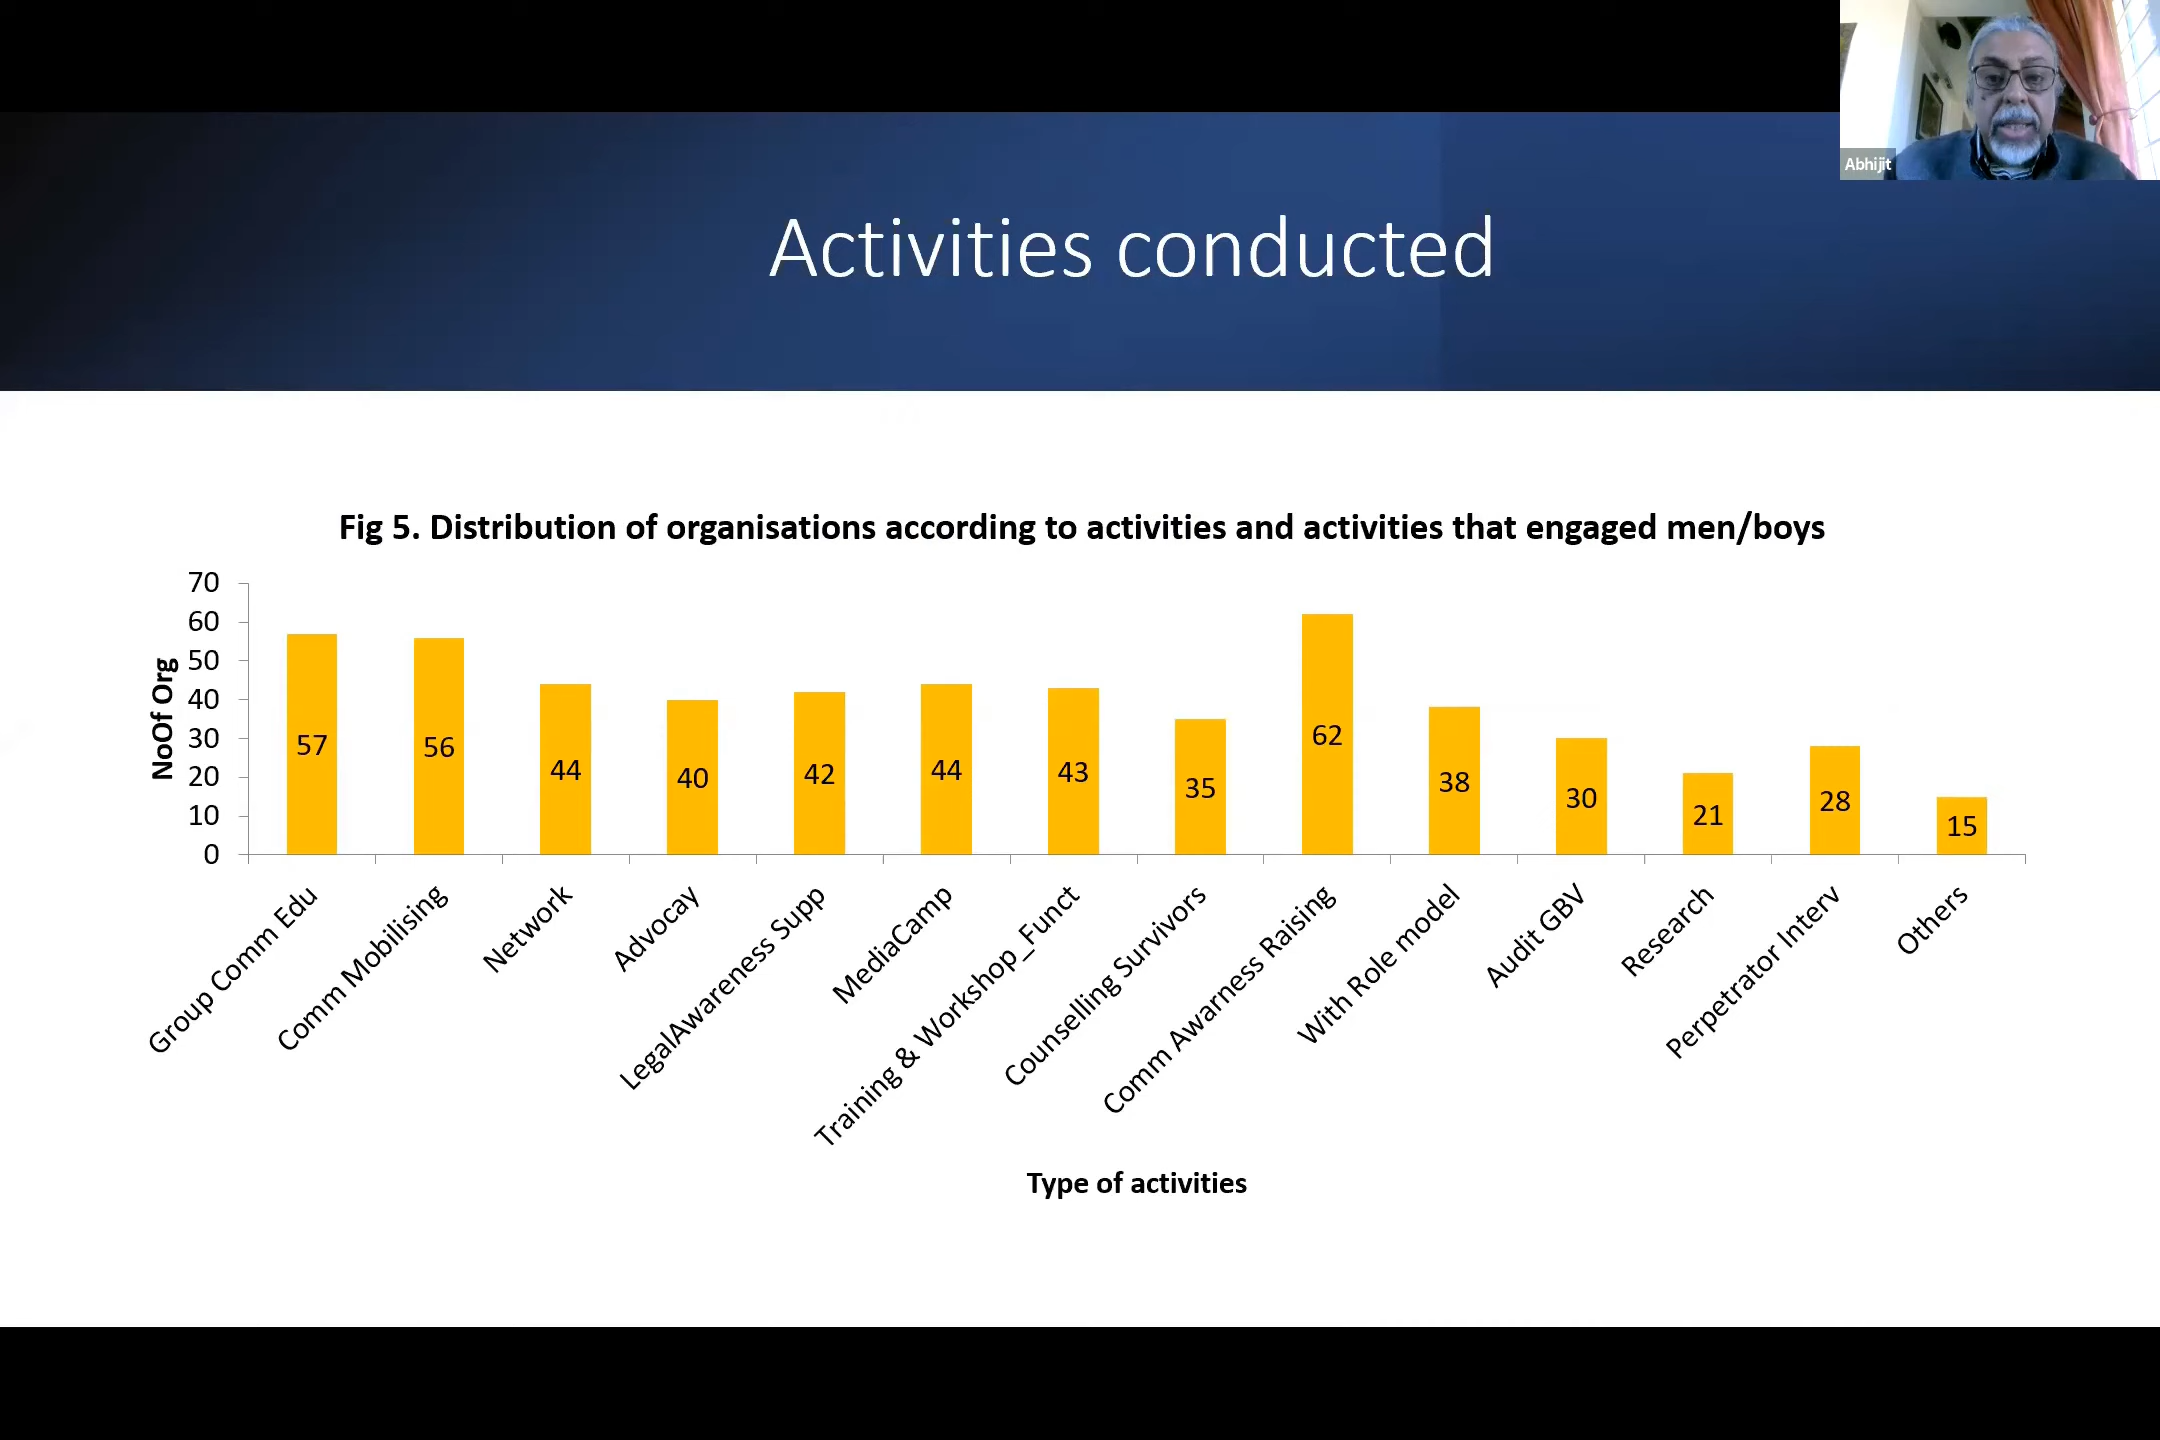 Abhijit
Activities conducted
Fig 5. Distribution of organisations according to activities and activities that engaged men/boys
NoOf Org
70
60
50
40
30
20
10
0
57
56
44
40
42
44
43
35
62
38
30
21
28
15
Group Comm Edu
Comm Mobilising
Network
Advocay
LegalAwareness Supp
MediaCamp
Training & Workshop_Funct
Counselling Survivors
Comm Awarness Raising
With Role model
Audit GBV
Research
Perpetrator Interv
Others
Type of activities